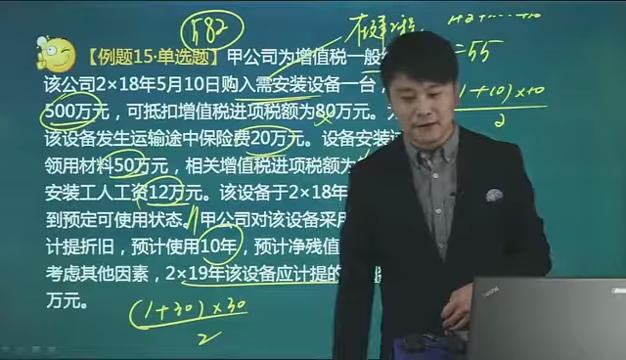 582
在建工程
1+2+……+10
=55
【例题15·单选题】甲公司为增值税一般
该公司2×18年5月10日购入需安装设备一台
(1+10)×10
2
500万元，可抵扣增值税进项税额为80万元。
该设备发生运输途中保险费20万元。设备安装
领用材料50万元，相关增值税进项税额为
安装工人工资12万元。该设备于2×18年
到预定可使用状态。甲公司对该设备采用
计提折旧，预计使用10年，预计净残值
考虑其他因素，2×19年该设备应计提的
万元。
(1+30)×30
2
ThinkPad